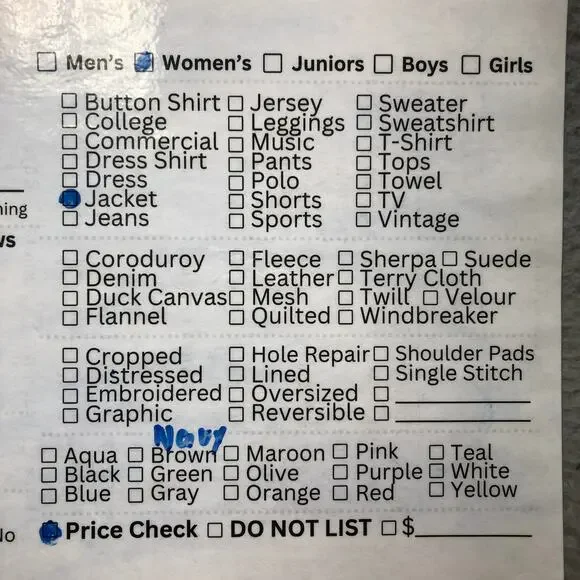 Men's Women's Juniors Boys Girls
Button Shirt Jersey Sweater
College Leggings Sweatshirt
Commercial Music T-Shirt
Dress Shirt Pants Tops
Dress Polo Towel
Jacket Shorts TV
Jeans Sports Vintage
Coroduroy Fleece Sherpa Suede
Denim Leather Terry Cloth
Duck Canvas Mesh Twill Velour
Flannel Quilted Windbreaker
Cropped Hole Repair Shoulder Pads
Distressed Lined Single Stitch
Embroidered Oversized
Graphic Reversible
Navy
Aqua Brown Maroon Pink Teal
Black Green Olive Purple White
Blue Gray Orange Red Yellow
No Price Check DO NOT LIST $